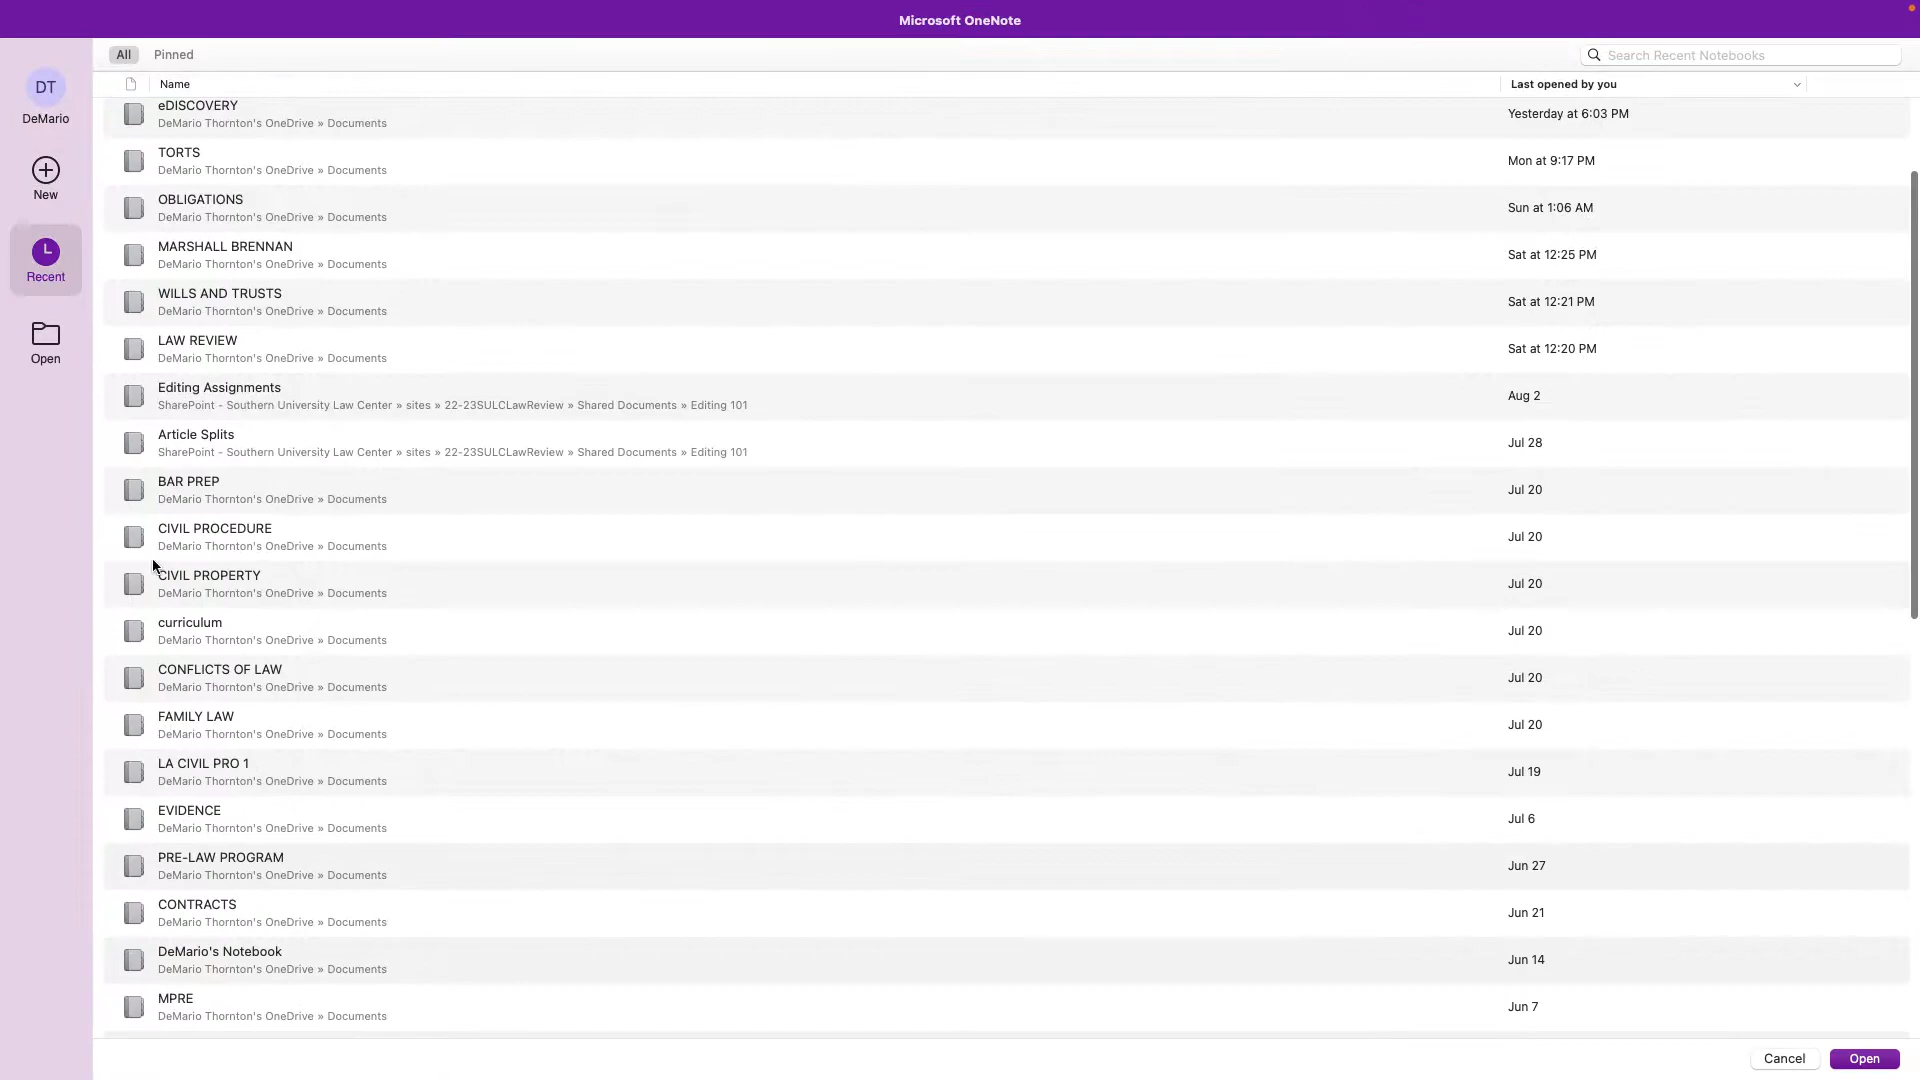 Microsoft OneNote
All Pinned
Search Recent Notebooks
DT
DeMario
New
Recent
Open
Name Last opened by you
eDISCOVERY
DeMario Thornton's OneDrive » Documents
Yesterday at 6:03 PM
TORTS
DeMario Thornton's OneDrive » Documents
Mon at 9:17 PM
OBLIGATIONS
DeMario Thornton's OneDrive » Documents
Sun at 1:06 AM
MARSHALL BRENNAN
DeMario Thornton's OneDrive » Documents
Sat at 12:25 PM
WILLS AND TRUSTS
DeMario Thornton's OneDrive » Documents
Sat at 12:21 PM
LAW REVIEW
DeMario Thornton's OneDrive » Documents
Sat at 12:20 PM
Editing Assignments
SharePoint - Southern University Law Center » sites » 22-23SULCLawReview » Shared Documents » Editing 101
Aug 2
Article Splits
SharePoint - Southern University Law Center » sites » 22-23SULCLawReview » Shared Documents » Editing 101
Jul 28
BAR PREP
DeMario Thornton's OneDrive » Documents
Jul 20
CIVIL PROCEDURE
DeMario Thornton's OneDrive » Documents
Jul 20
CIVIL PROPERTY
DeMario Thornton's OneDrive » Documents
Jul 20
curriculum
DeMario Thornton's OneDrive » Documents
Jul 20
CONFLICTS OF LAW
DeMario Thornton's OneDrive » Documents
Jul 20
FAMILY LAW
DeMario Thornton's OneDrive » Documents
Jul 20
LA CIVIL PRO 1
DeMario Thornton's OneDrive » Documents
Jul 19
EVIDENCE
DeMario Thornton's OneDrive » Documents
Jul 6
PRE-LAW PROGRAM
DeMario Thornton's OneDrive » Documents
Jun 27
CONTRACTS
DeMario Thornton's OneDrive » Documents
Jun 21
DeMario's Notebook
DeMario Thornton's OneDrive » Documents
Jun 14
MPRE
DeMario Thornton's OneDrive » Documents
Jun 7
Cancel Open